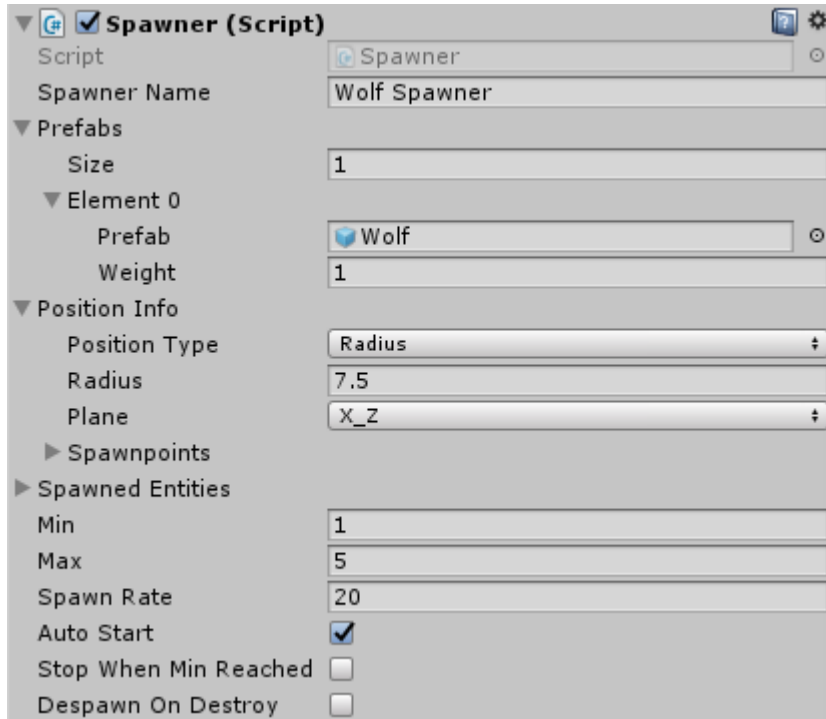 Spawner (Script)
Script Spawner
Spawner Name Wolf Spawner
Prefabs
Size 1
Element 0
Prefab Wolf
Weight 1
Position Info
Position Type Radius
Radius 7.5
Plane X_Z
Spawnpoints
Spawned Entities
Min 1
Max 5
Spawn Rate 20
Auto Start
Stop When Min Reached
Despawn On Destroy